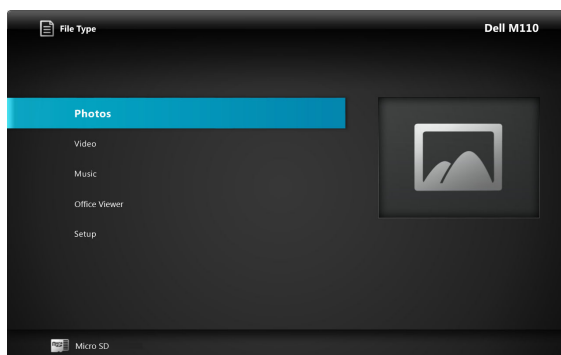 File Type
Dell M110
Photos
Video
Music
Office Viewer
Setup
Micro SD